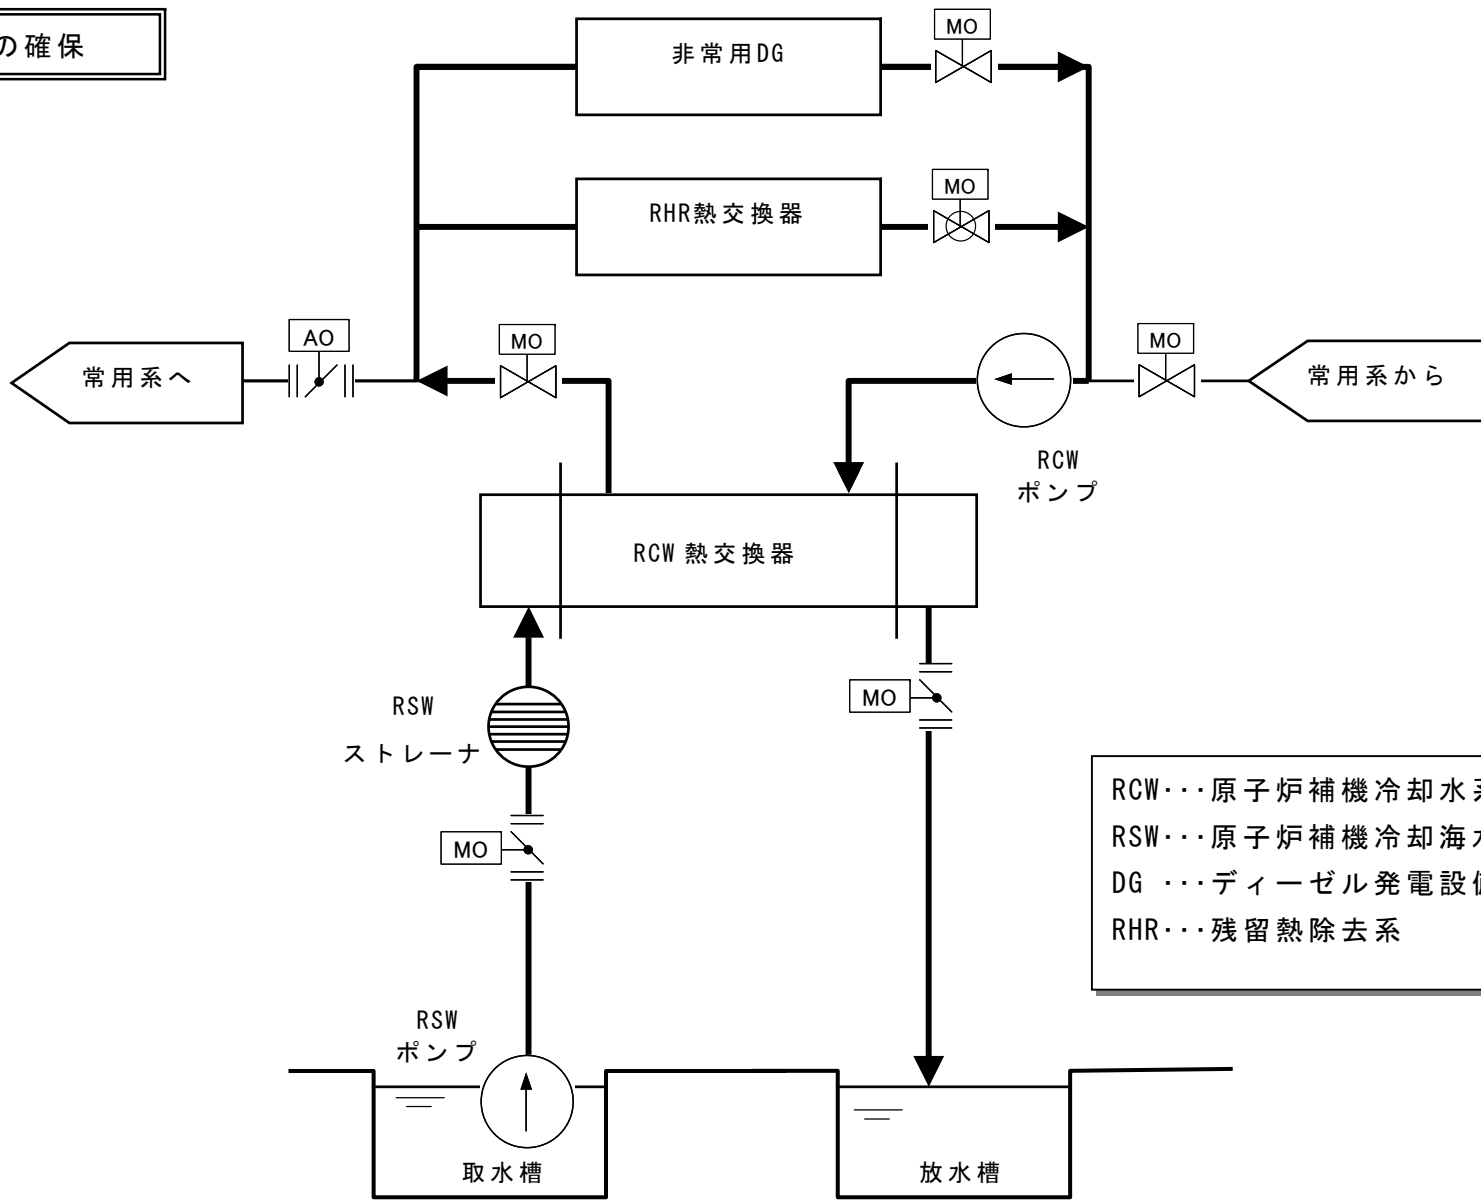 の確保
MO
非常用DG
MO
RHR熱交換器
AO
MO
MO
常用系へ
常用系から
RCW
ポンプ
RCW 熱交換器
RSW
ストレーナ
MO
MO
RCW･･･原子炉補機冷却水
RSW･･･原子炉補機冷却海
DG ･･･ディーゼル発電設
RHR･･･残留熱除去系
RSW
ポンプ
取水槽
放水槽